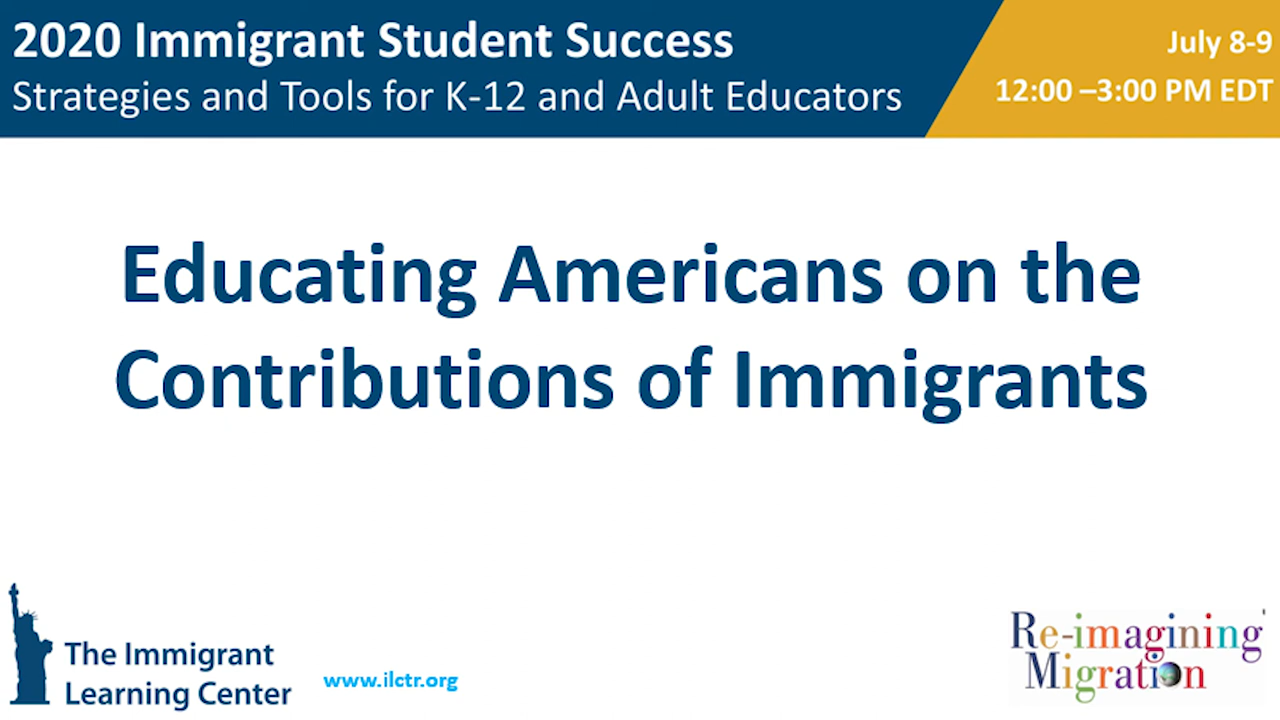 2020 Immigrant Student Success
Strategies and Tools for K-12 and Adult Educators
July 8-9
12:00 –3:00 PM EDT
Educating Americans on the
Contributions of Immigrants
The Immigrant
Learning Center
www.ilctr.org
Re-imagining
Migration